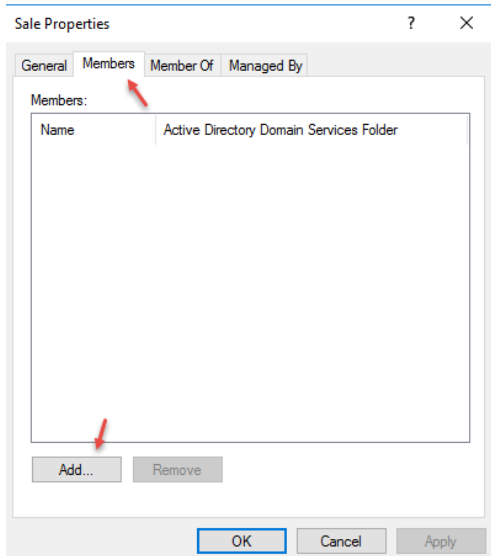 Sale Properties ? ×
General Members Member Of Managed By
Members:
Name Active Directory Domain Services Folder
Add... Remove
OK Cancel Apply